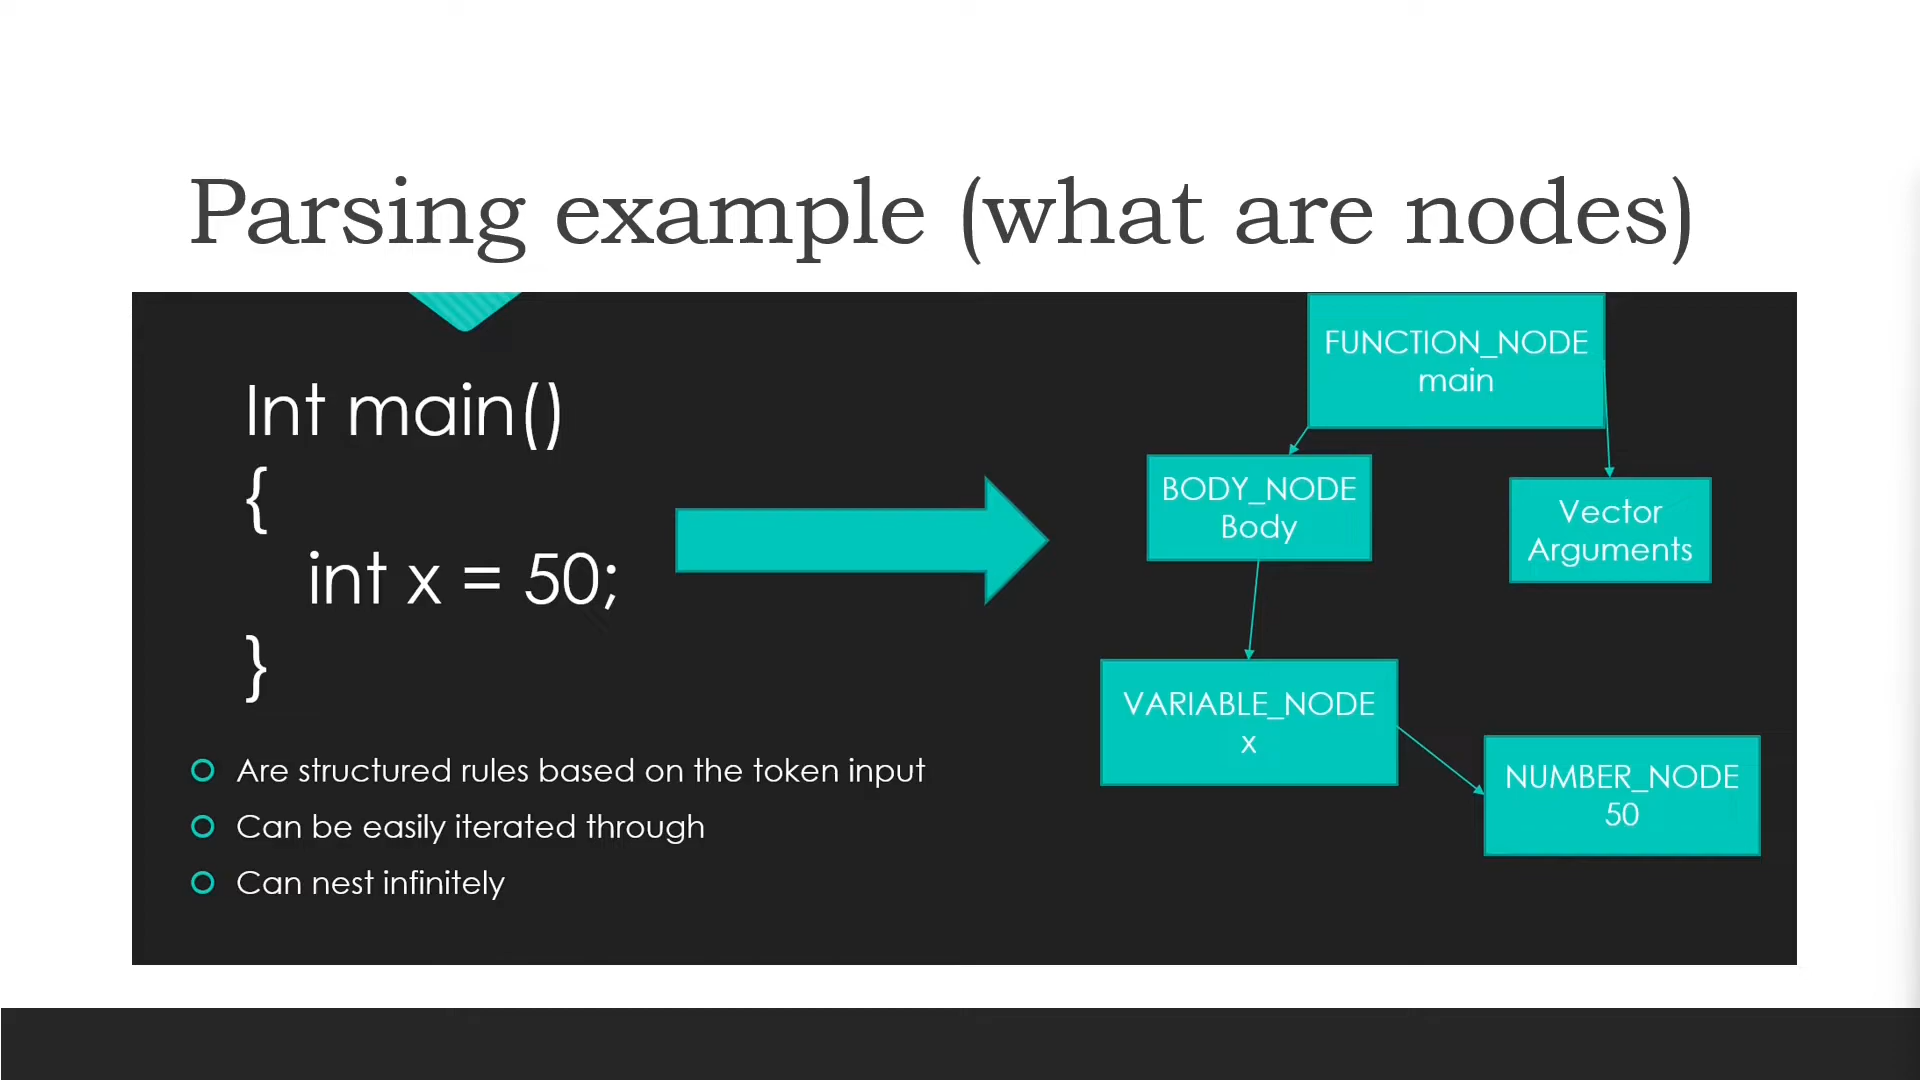 Parsing example (what are nodes)
Int main()
{
int x = 50;
}
Are structured rules based on the token input
Can be easily iterated through
Can nest infinitely
FUNCTION_NODE
main
BODY_NODE
Body
Vector
Arguments
VARIABLE_NODE
x
NUMBER_NODE
50